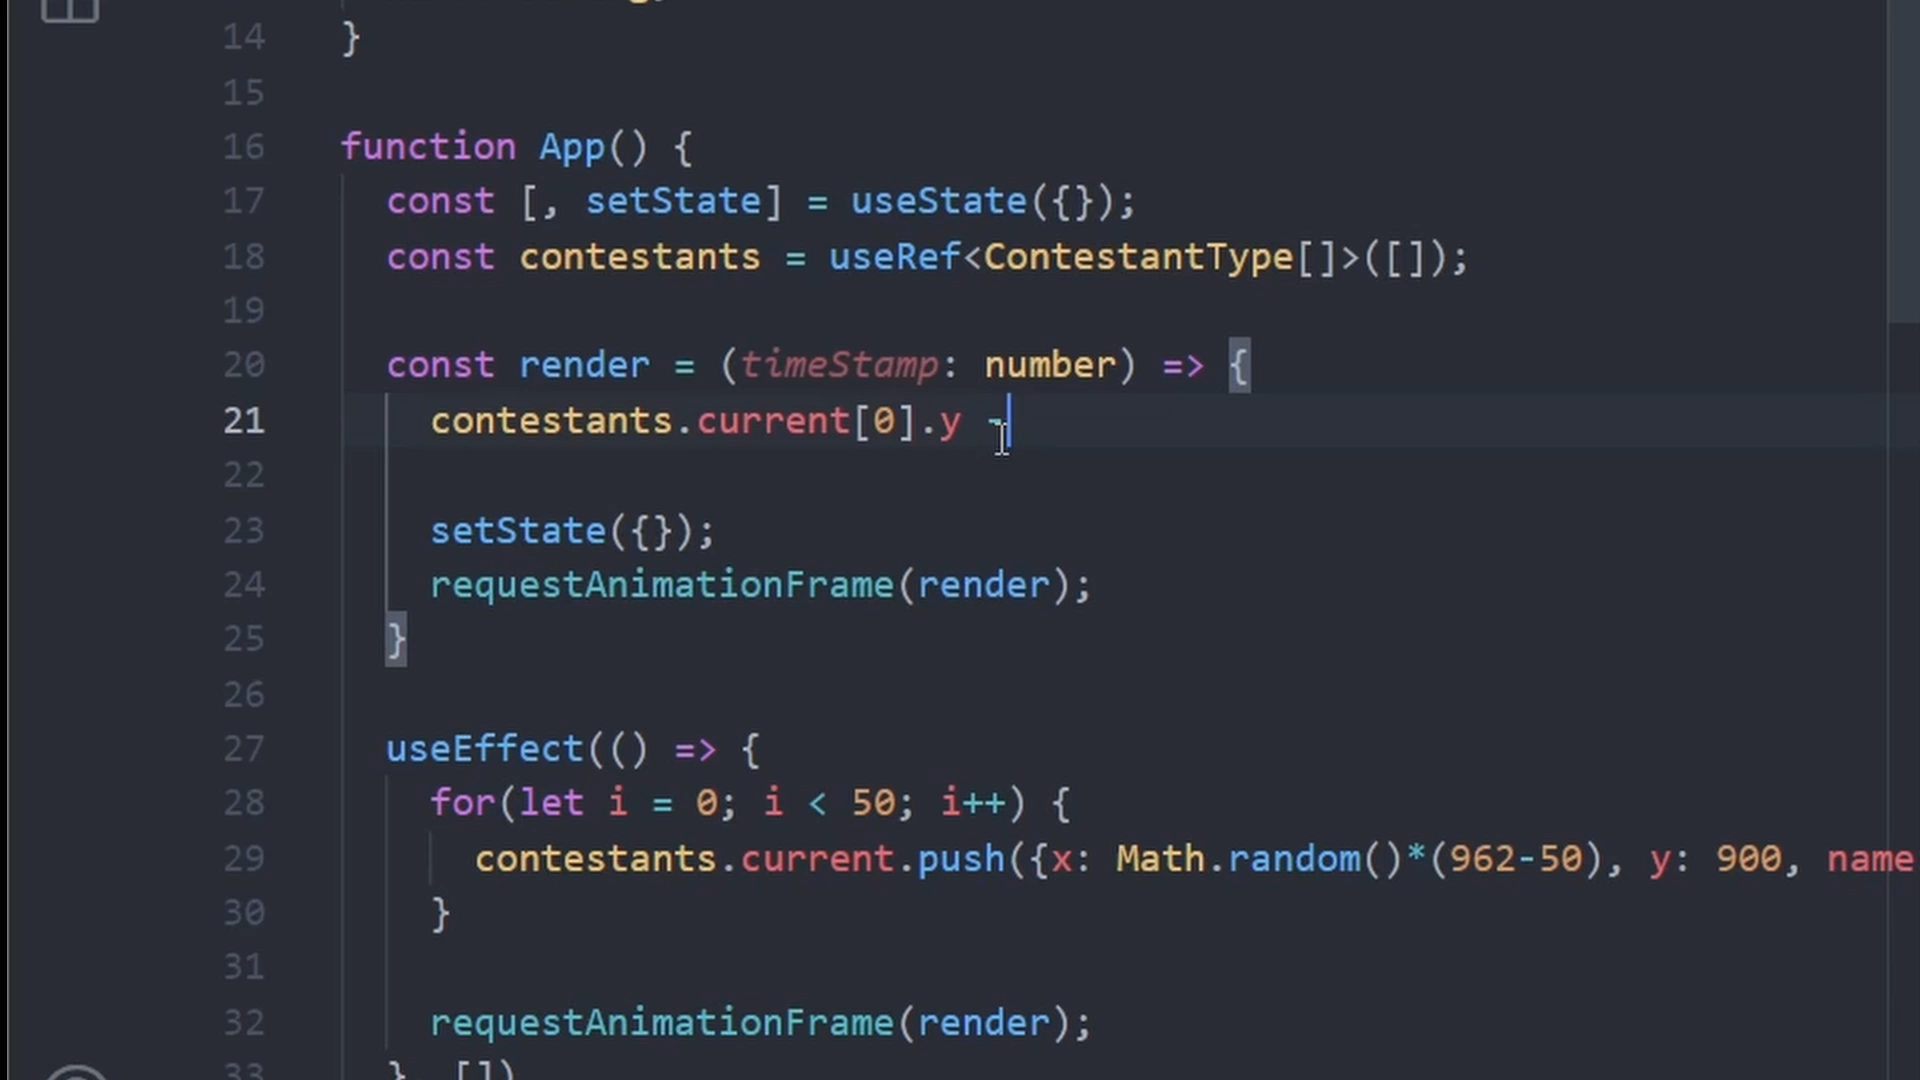 14 }
15
16 function App() {
17 const [, setState] = useState({});
18 const contestants = useRef<ContestantType[]>([]);
19
20 const render = (timeStamp: number) => {
21 contestants.current[0].y -
22
23 setState({});
24 requestAnimationFrame(render);
25 }
26
27 useEffect(() => {
28 for(let i = 0; i < 50; i++) {
29 contestants.current.push({x: Math.random()*(962-50), y: 900, name
30 }
31
32 requestAnimationFrame(render);
33 }, [])